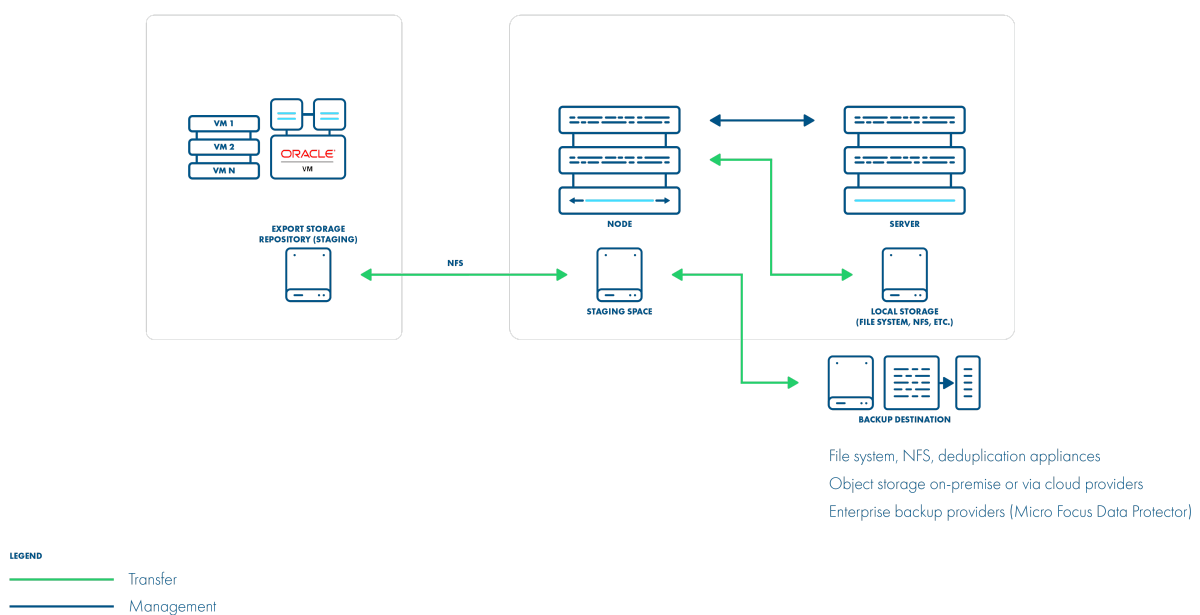 VM 1
VM 2
VM N
ORACLE
VM
EXPORT STORAGE
REPOSITORY (STAGING)
NFS
NODE
SERVER
STAGING SPACE
LOCAL STORAGE
(FILE SYSTEM, NFS, ETC.)
BACKUP DESTINATION
File system, NFS, deduplication appliances
Object storage on-premise or via cloud providers
Enterprise backup providers (Micro Focus Data Protector)
LEGEND
Transfer
Management